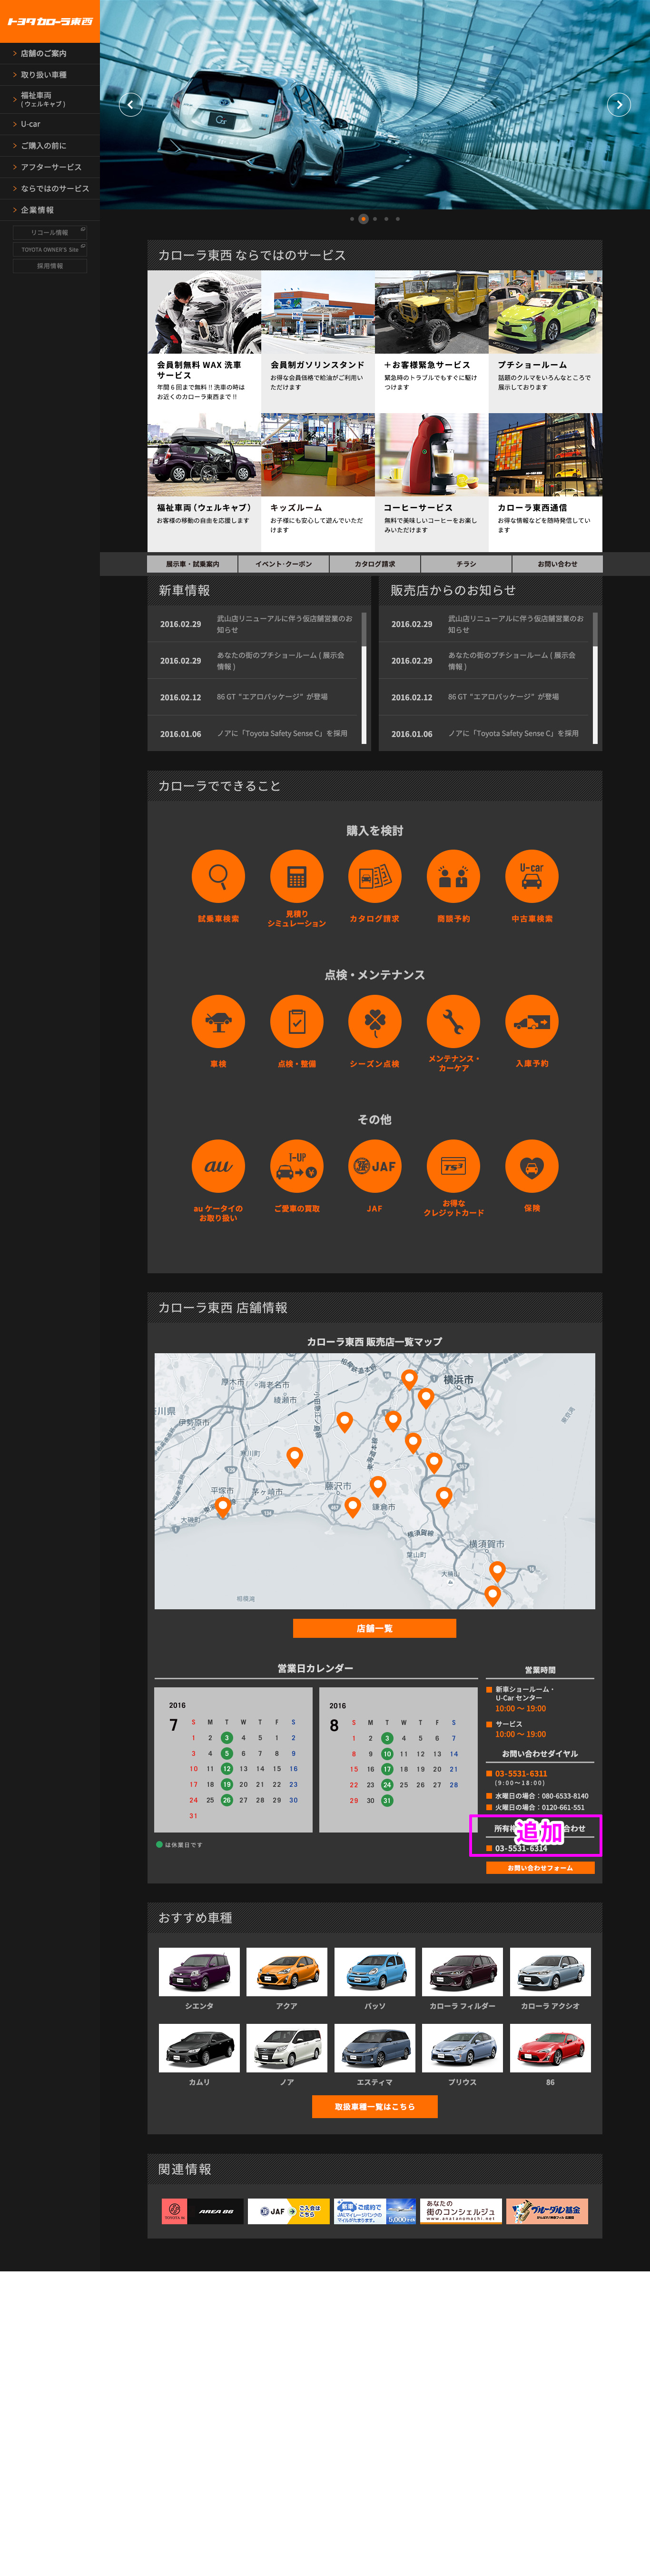 トヨタカローラ東西
店舗のご案内
取り扱い車種
福祉車両
(ウェルキャブ)
U-car
ご購入の前に
アフターサービス
ならではのサービス
企業情報
リコール情報
TOYOTA OWNER'S Site
採用情報
カローラ東西 ならではのサービス
会員制無料 WAX 洗車
サービス
年間 6 回まで無料 !! 洗車の時は
お近くのカローラ東西まで !!
会員制ガソリンスタンド
お得な会員価格で給油がご利用い
ただけます
＋お客様緊急サービス
緊急時のトラブルでもすぐに駆け
つけます
プチショールーム
話題のクルマをいろんなところで
展示しております
福祉車両（ウェルキャブ）
お客様の移動の自由を応援します
キッズルーム
お子様にも安心して遊んでいただ
けます
コーヒーサービス
無料で美味しいコーヒーをお楽し
みいただけます
カローラ東西通信
お得な情報などを随時発信してい
ます
展示車・試乗案内
イベント･クーポン
カタログ請求
チラシ
お問い合わせ
新車情報
2016.02.29 武山店リニューアルに伴う仮店舗営業のお
知らせ
2016.02.29 あなたの街のプチショールーム ( 展示会
情報 )
2016.02.12 86 GT "エアロパッケージ" が登場
2016.01.06 ノアに「Toyota Safety Sense C」を採用
販売店からのお知らせ
2016.02.29 武山店リニューアルに伴う仮店舗営業のお
知らせ
2016.02.29 あなたの街のプチショールーム ( 展示会
情報 )
2016.02.12 86 GT "エアロパッケージ" が登場
2016.01.06 ノアに「Toyota Safety Sense C」を採用
カローラでできること
購入を検討
U-car
試乗車検索
見積り
シミュレーション
カタログ請求
商談予約
中古車検索
点検・メンテナンス
車検
点検・整備
シーズン点検
メンテナンス・
カーケア
入庫予約
その他
au
T-UP
JAF
TS3
au ケータイの
お取り扱い
ご愛車の買取
JAF
お得な
クレジットカード
保険
カローラ東西 店舗情報
カローラ東西 販売店一覧マップ
横浜市
厚木市
海老名市
綾瀬市
伊勢原市
寒川町
平塚市
茅ヶ崎市
藤沢市
鎌倉市
大磯町
東海道本線
横須賀線
葉山町
横須賀市
大楠山
相模湾
東京湾
店舗一覧
営業日カレンダー
2016
7
S M T W T F S
1 2 3 4 5 6 7 8 9
10 11 12 13 14 15 16
17 18 19 20 21 22 23
24 25 26 27 28 29 30
31
2016
8
S M T W T F S
1 2 3 4 5 6 7
8 9 10 11 12 13 14
15 16 17 18 19 20 21
22 23 24 25 26 27 28
29 30 31
は休業日です
営業時間
新車ショールーム・
U-Car センター
10:00 〜 19:00
サービス
10:00 〜 19:00
お問い合わせダイヤル
03-5531-6311
(9:00〜18:00)
水曜日の場合：080-6533-8140
火曜日の場合：0120-661-551
追加
03-5531-6314
お問い合わせフォーム
おすすめ車種
シエンタ
アクア
パッソ
カローラ フィルダー
カローラ アクシオ
カムリ
ノア
エスティマ
プリウス
86
取扱車種一覧はこちら
関連情報
AREA 86
JAF
ご入会は
こちら
ご成約で
JALマイレージバンクの
マイルがたまります。
5,000
あなたの
街のコンシェルジュ
www.anatanomachi.net
ブルーダル基金